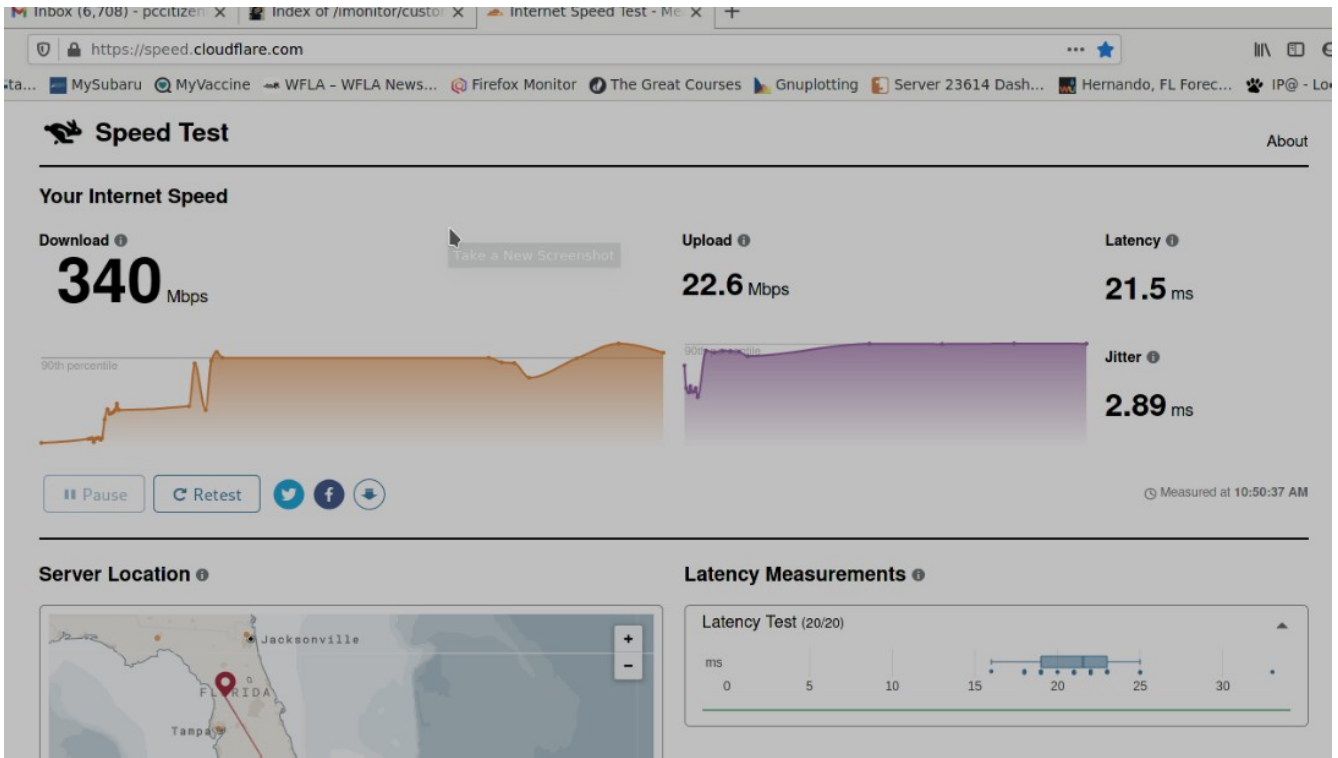 Inbox (6,708) - pccitizen
Index of /imonitor/custo
Internet Speed Test - Me
https://speed.cloudflare.com
Sta... MySubaru MyVaccine WFLA - WFLA News... Firefox Monitor The Great Courses Gnuplotting Server 23614 Dash... Hernando, FL Forec... IP@ - Lo
Speed Test
About
Your Internet Speed
Download
340 Mbps
Take a New Screenshot
Upload
22.6 Mbps
Latency
21.5 ms
90th percentile
90th percentile
Jitter
2.89 ms
Pause
Retest
Measured at 10:50:37 AM
Server Location
Latency Measurements
Jacksonville
FLORIDA
Tampa
+
−
Latency Test (20/20)
ms
0 5 10 15 20 25 30